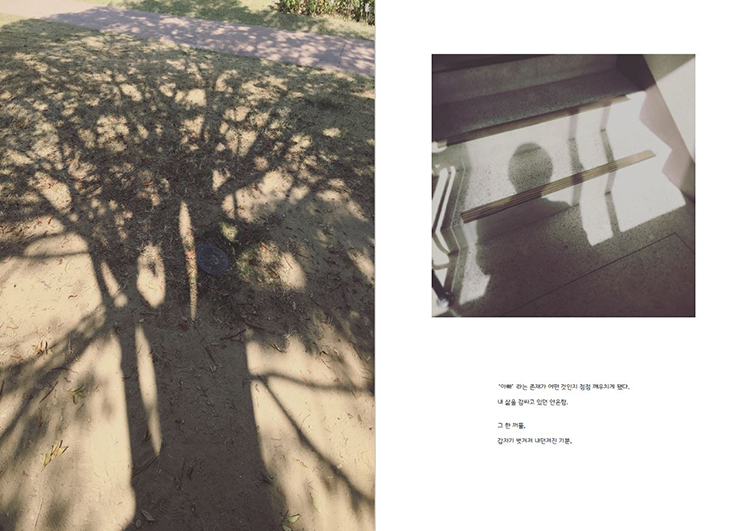 '아빠' 라는 존재가 어떤 것인지 점점 깨우치게 됐다.
내 삶을 감싸고 있던 안온함.
그 한 꺼풀,
갑자기 벗겨져 내던져진 기분.